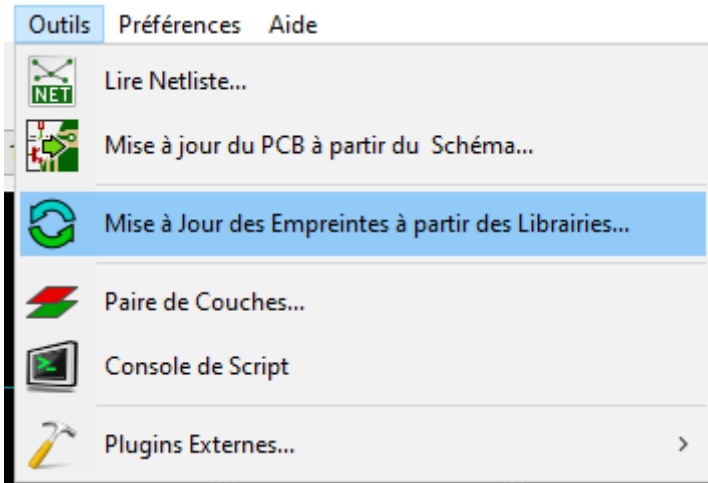 Outils Préférences Aide
NET Lire Netliste...
Mise à jour du PCB à partir du  Schéma...
Mise à Jour des Empreintes à partir des Librairies...
Paire de Couches...
Console de Script
Plugins Externes...